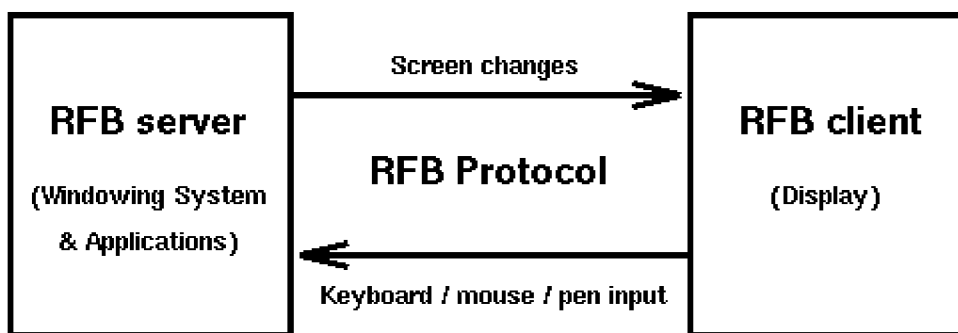 RFB server
(Windowing System
& Applications)
Screen changes
RFB Protocol
Keyboard / mouse / pen input
RFB client
(Display)